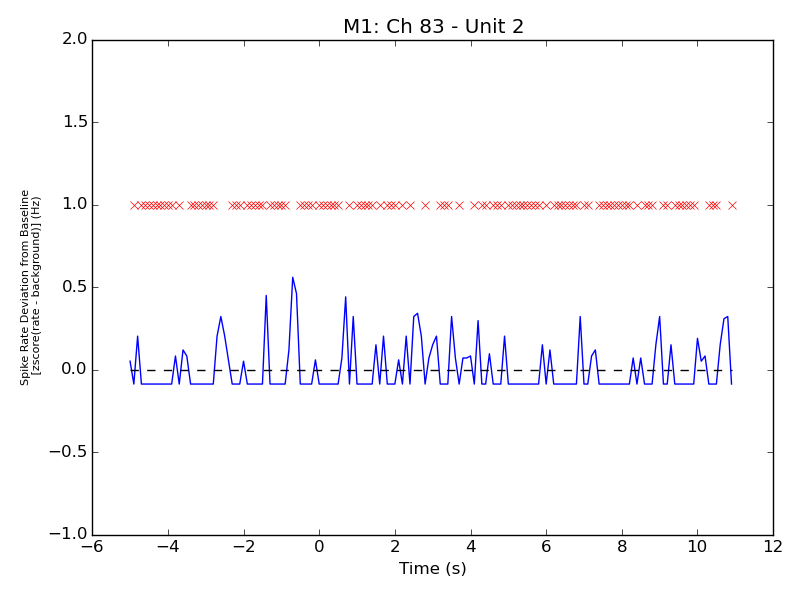 M1: Ch 83 - Unit 2
2.0
1.5
1.0
0.5
0.0
−0.5
−1.0
Spike Rate Deviation from Baseline
[zscore(rate - background)] (Hz)
−6 −4 −2 0 2 4 6 8 10 12
Time (s)